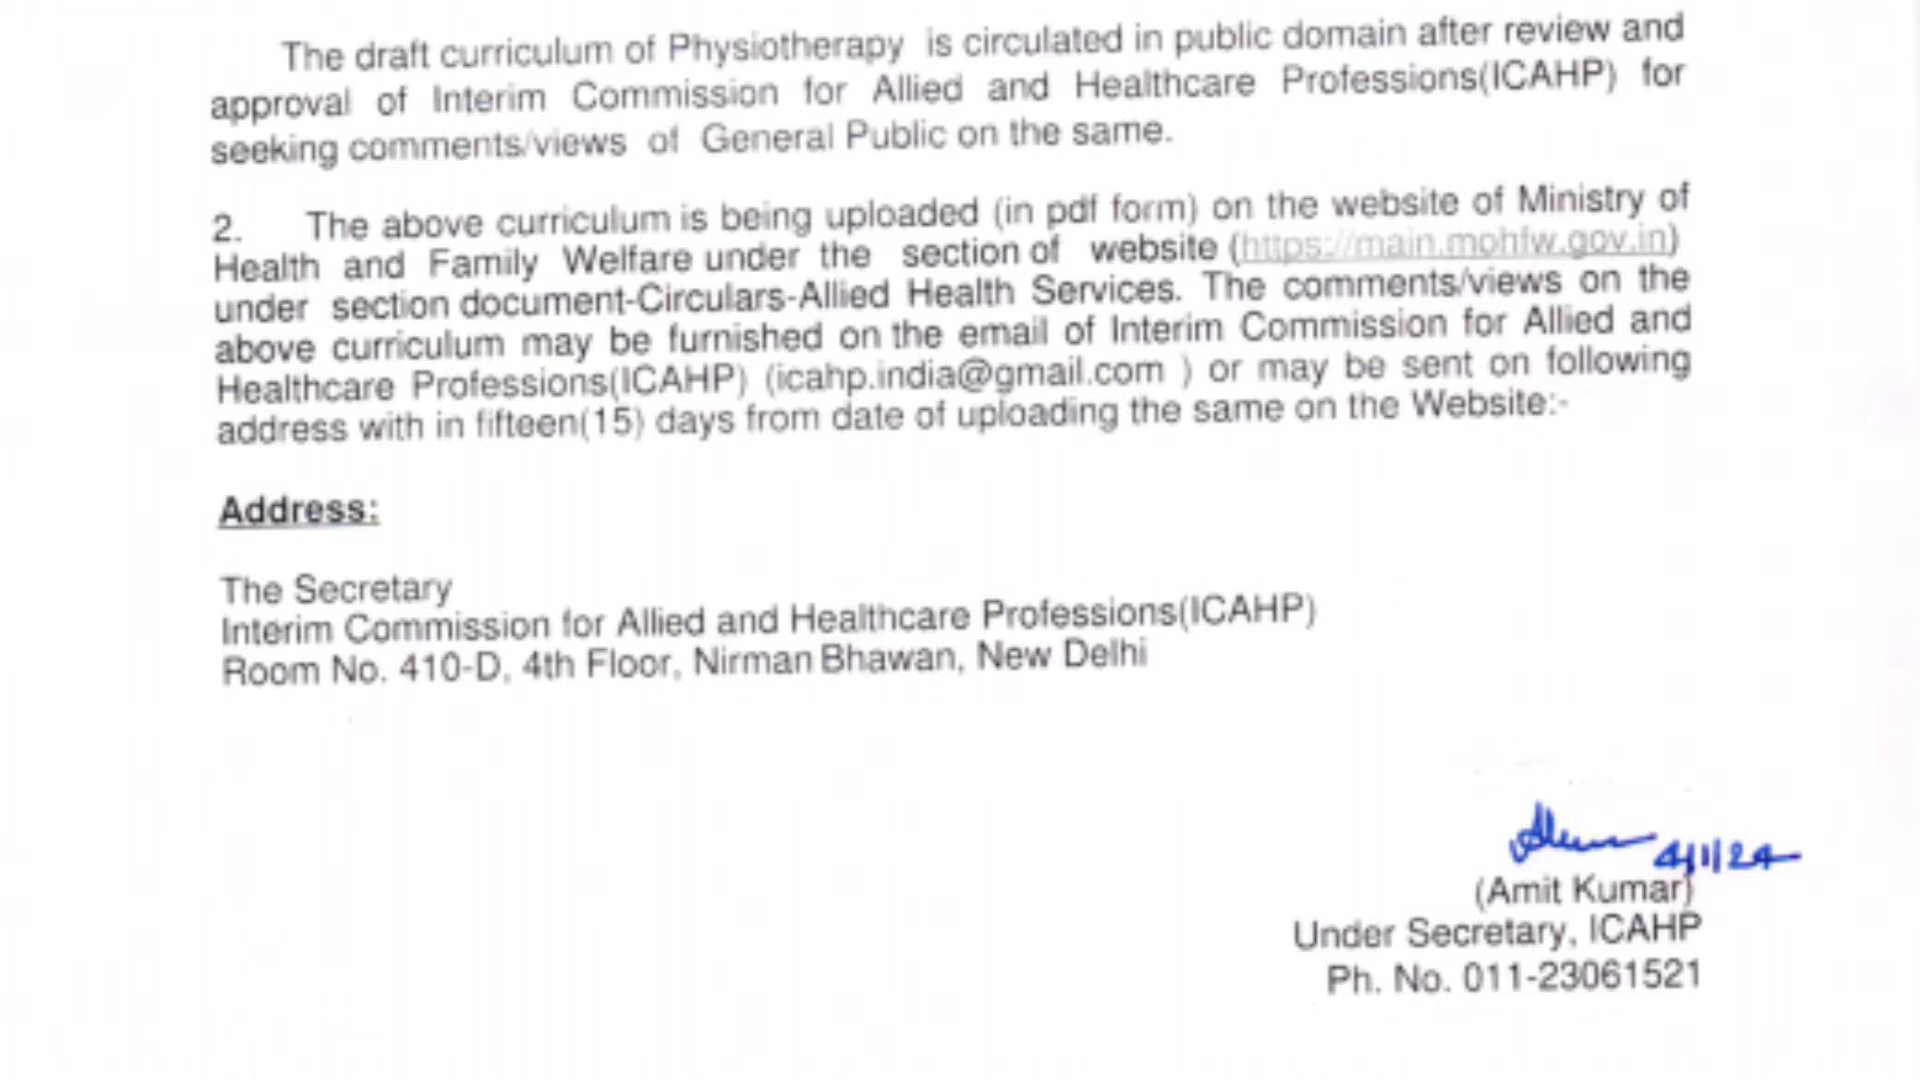 The draft curriculum of Physiotherapy is circulated in public domain after review and
approval of Interim Commission for Allied and Healthcare Professions(ICAHP) for
seeking comments/views of General Public on the same.
2. The above curriculum is being uploaded (in pdf form) on the website of Ministry of
Health and Family Welfare under the section of website (https://main.mohfw.gov.in)
under section document-Circulars-Allied Health Services. The comments/views on the
above curriculum may be furnished on the email of Interim Commission for Allied and
Healthcare Professions(ICAHP) (icahp.india@gmail.com ) or may be sent on following
address with in fifteen(15) days from date of uploading the same on the Website:-
Address:
The Secretary
Interim Commission for Allied and Healthcare Professions(ICAHP)
Room No. 410-D, 4th Floor, Nirman Bhawan, New Delhi
4/1/24
(Amit Kumar)
Under Secretary, ICAHP
Ph. No. 011-23061521